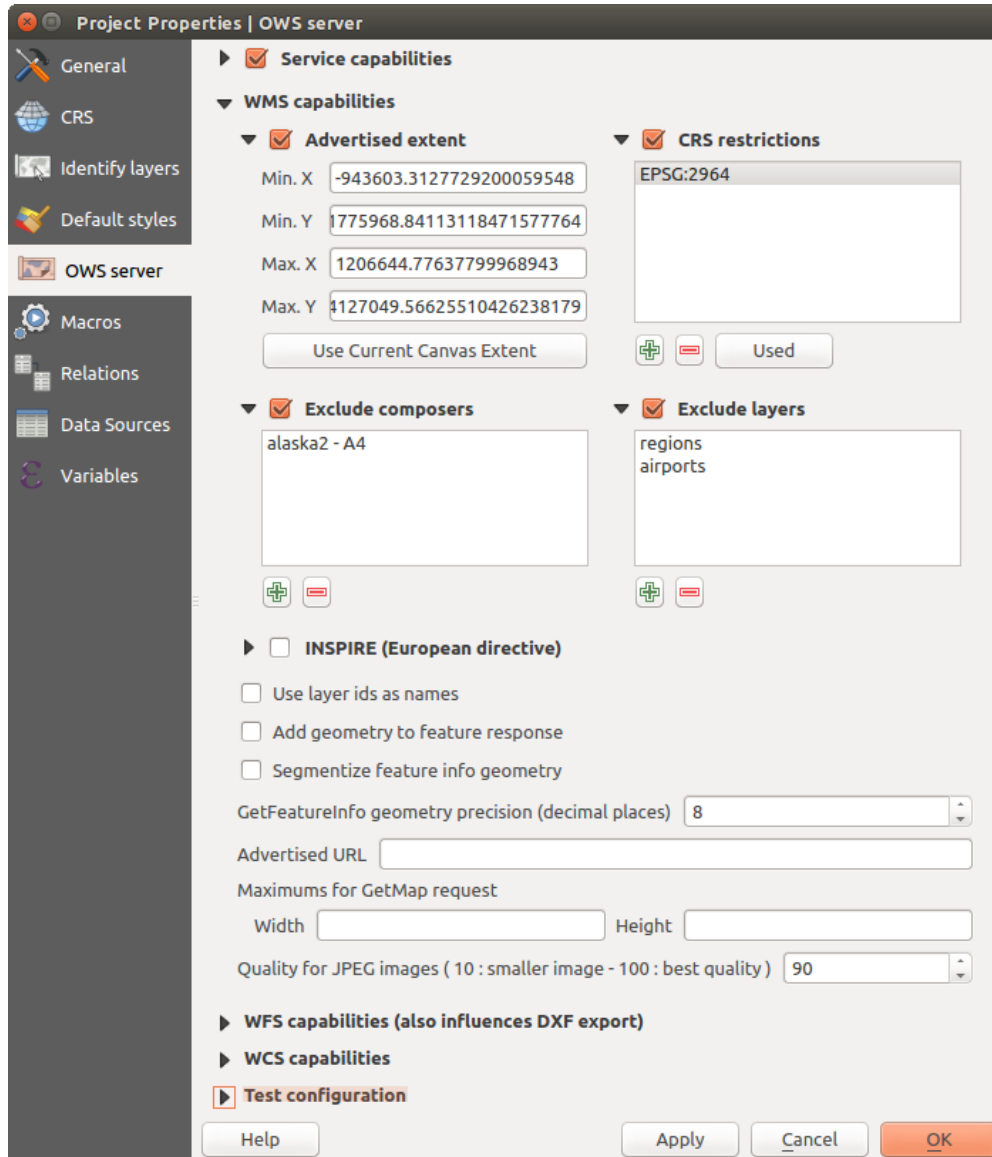 Project Properties | OWS server
General
CRS
Identify layers
Default styles
OWS server
Macros
Relations
Data Sources
Variables
Service capabilities
WMS capabilities
Advertised extent
Min. X -943603.3127729200059548
Min. Y 1775968.84113118471577764
Max. X 1206644.77637799968943
Max. Y 4127049.56625510426238179
Use Current Canvas Extent
CRS restrictions
EPSG:2964
Used
Exclude composers
alaska2 - A4
Exclude layers
regions
airports
INSPIRE (European directive)
Use layer ids as names
Add geometry to feature response
Segmentize feature info geometry
GetFeatureInfo geometry precision (decimal places) 8
Advertised URL
Maximums for GetMap request
Width Height
Quality for JPEG images ( 10 : smaller image - 100 : best quality ) 90
WFS capabilities (also influences DXF export)
WCS capabilities
Test configuration
Help Apply Cancel OK